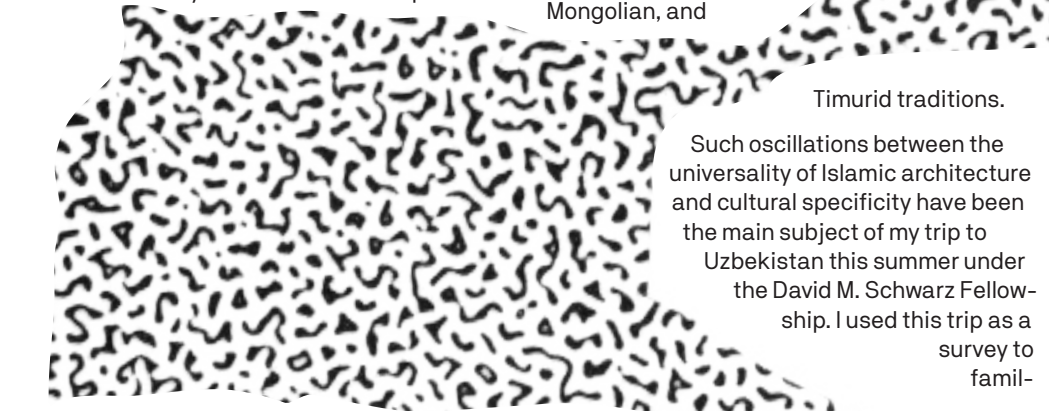 Mongolian, and
Timurid traditions.
Such oscillations between the
universality of Islamic architecture
and cultural specificity have been
the main subject of my trip to
Uzbekistan this summer under
the David M. Schwarz Fellow-
ship. I used this trip as a
survey to
famil-